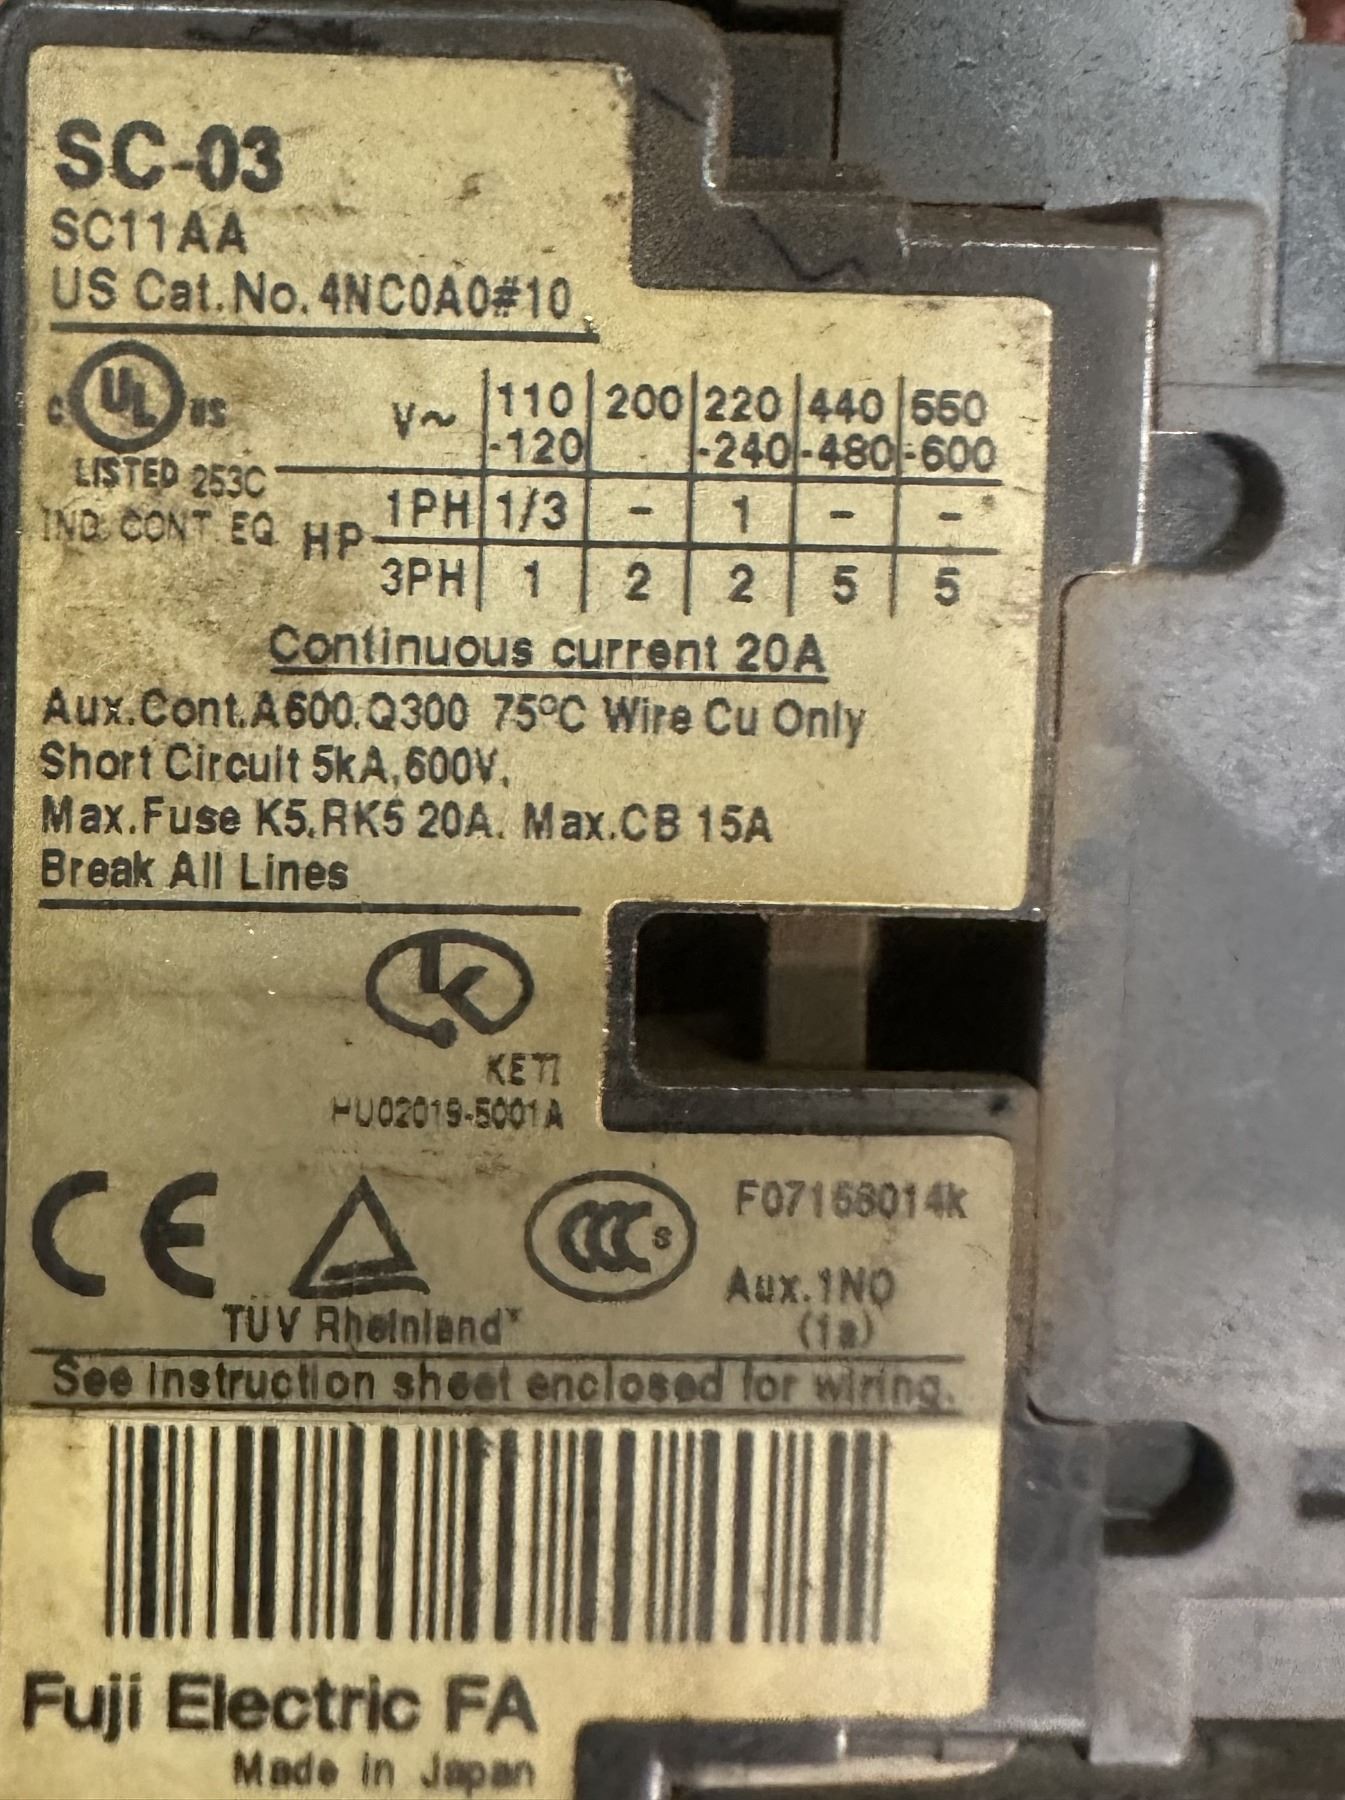 SC-03
SC11AA
US Cat.No. 4NC0A0#10
C UL US
LISTED 253C
IND. CONT. EQ.
V~ 110-120 200 220-240 440-480 550-600
HP
1PH 1/3 - 1 - -
3PH 1 2 2 5 5
Continuous current 20A
Aux.Cont.A600.Q300 75°C Wire Cu Only
Short Circuit 5kA,600V,
Max.Fuse K5,RK5 20A. Max.CB 15A
Break All Lines
KETI
HU02019-5001A
CE
CCC S
TÜV Rheinland
Aux.1NO
(1a)
See instruction sheet enclosed for wiring.
Fuji Electric FA
Made in Japan